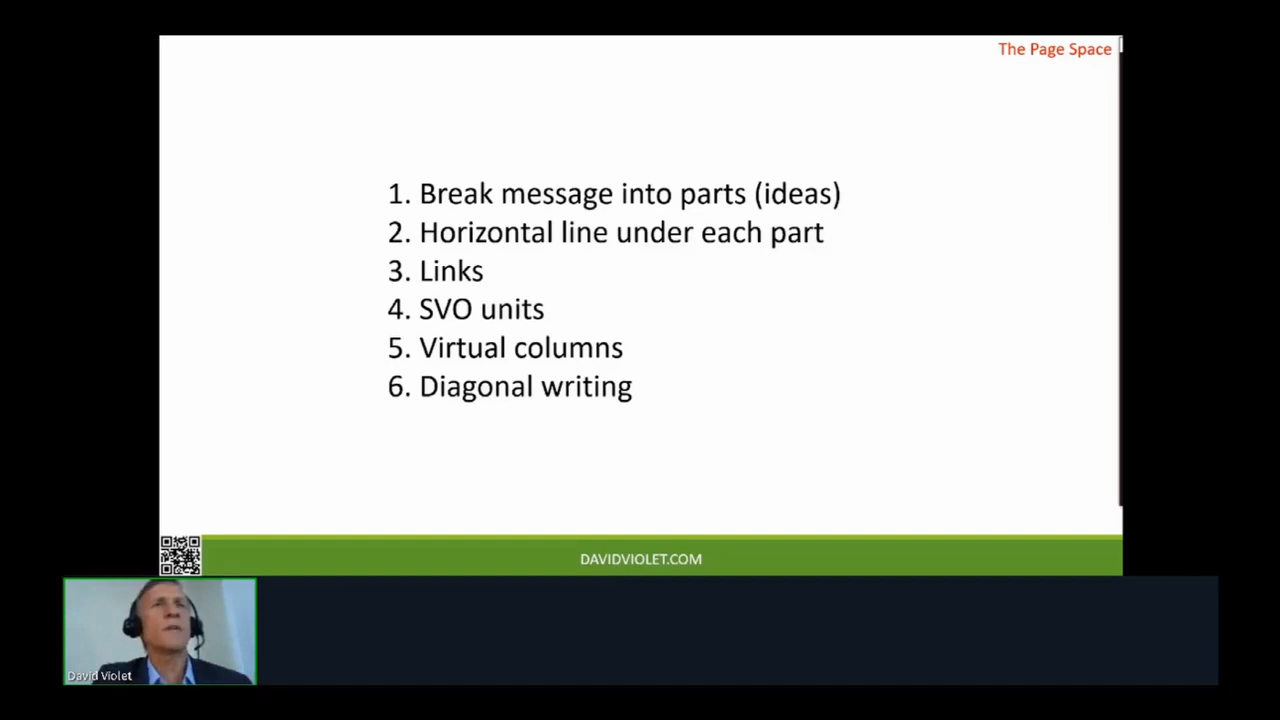 The Page Space
1. Break message into parts (ideas)
2. Horizontal line under each part
3. Links
4. SVO units
5. Virtual columns
6. Diagonal writing
DAVIDVIOLET.COM
David Violet